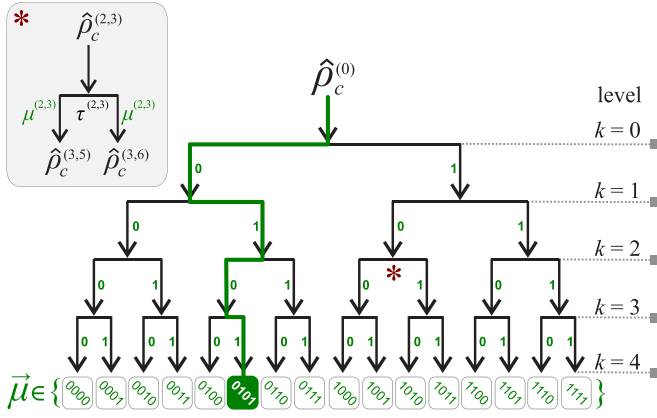 * ρ̂_c^(2,3)
μ^(2,3) τ^(2,3) μ^(2,3)
ρ̂_c^(3,5) ρ̂_c^(3,6)
ρ̂_c^(0)
level
k = 0
0 1
k = 1
0 1 0 1
k = 2
*
0 1 0 1 0 1 0 1
k = 3
0 1 0 1 0 1 0 1 0 1 0 1 0 1 0 1
k = 4
μ⃗ ∈ { 0000 0001 0010 0011 0100 0101 0110 0111 1000 1001 1010 1011 1100 1101 1110 1111 }